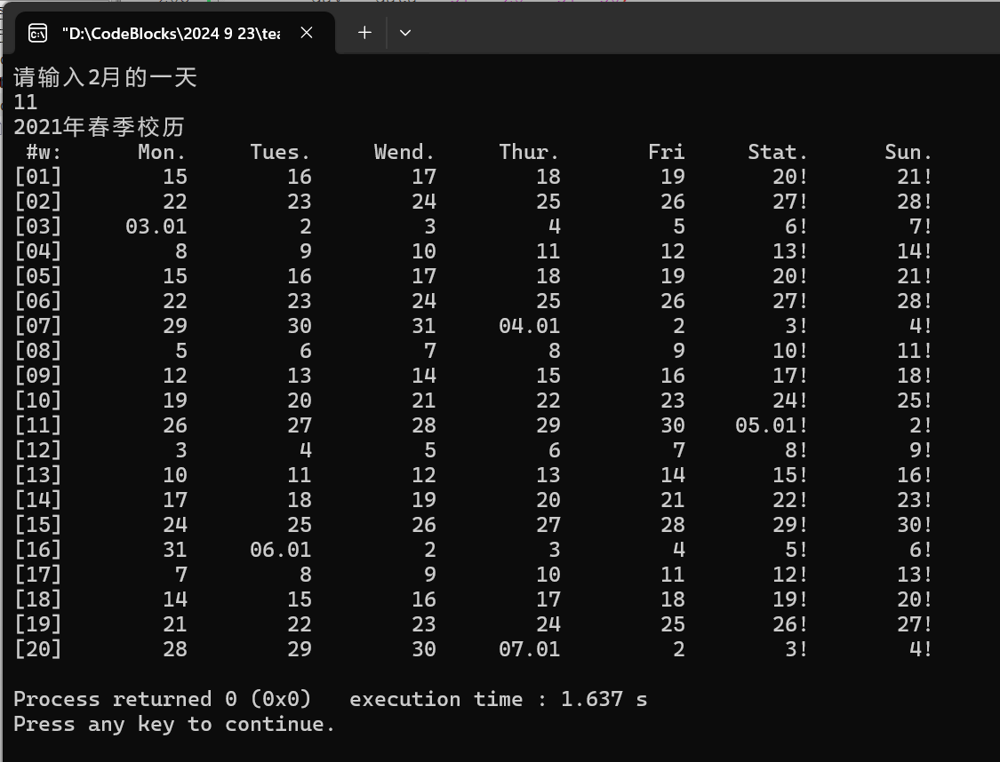 "D:\CodeBlocks\2024 9 23\tea
请输入2月的一天
11
2021年春季校历
#w: Mon. Tues. Wend. Thur. Fri Stat. Sun.
[01] 15 16 17 18 19 20! 21!
[02] 22 23 24 25 26 27! 28!
[03] 03.01 2 3 4 5 6! 7!
[04] 8 9 10 11 12 13! 14!
[05] 15 16 17 18 19 20! 21!
[06] 22 23 24 25 26 27! 28!
[07] 29 30 31 04.01 2 3! 4!
[08] 5 6 7 8 9 10! 11!
[09] 12 13 14 15 16 17! 18!
[10] 19 20 21 22 23 24! 25!
[11] 26 27 28 29 30 05.01! 2!
[12] 3 4 5 6 7 8! 9!
[13] 10 11 12 13 14 15! 16!
[14] 17 18 19 20 21 22! 23!
[15] 24 25 26 27 28 29! 30!
[16] 31 06.01 2 3 4 5! 6!
[17] 7 8 9 10 11 12! 13!
[18] 14 15 16 17 18 19! 20!
[19] 21 22 23 24 25 26! 27!
[20] 28 29 30 07.01 2 3! 4!
Process returned 0 (0x0) execution time : 1.637 s
Press any key to continue.